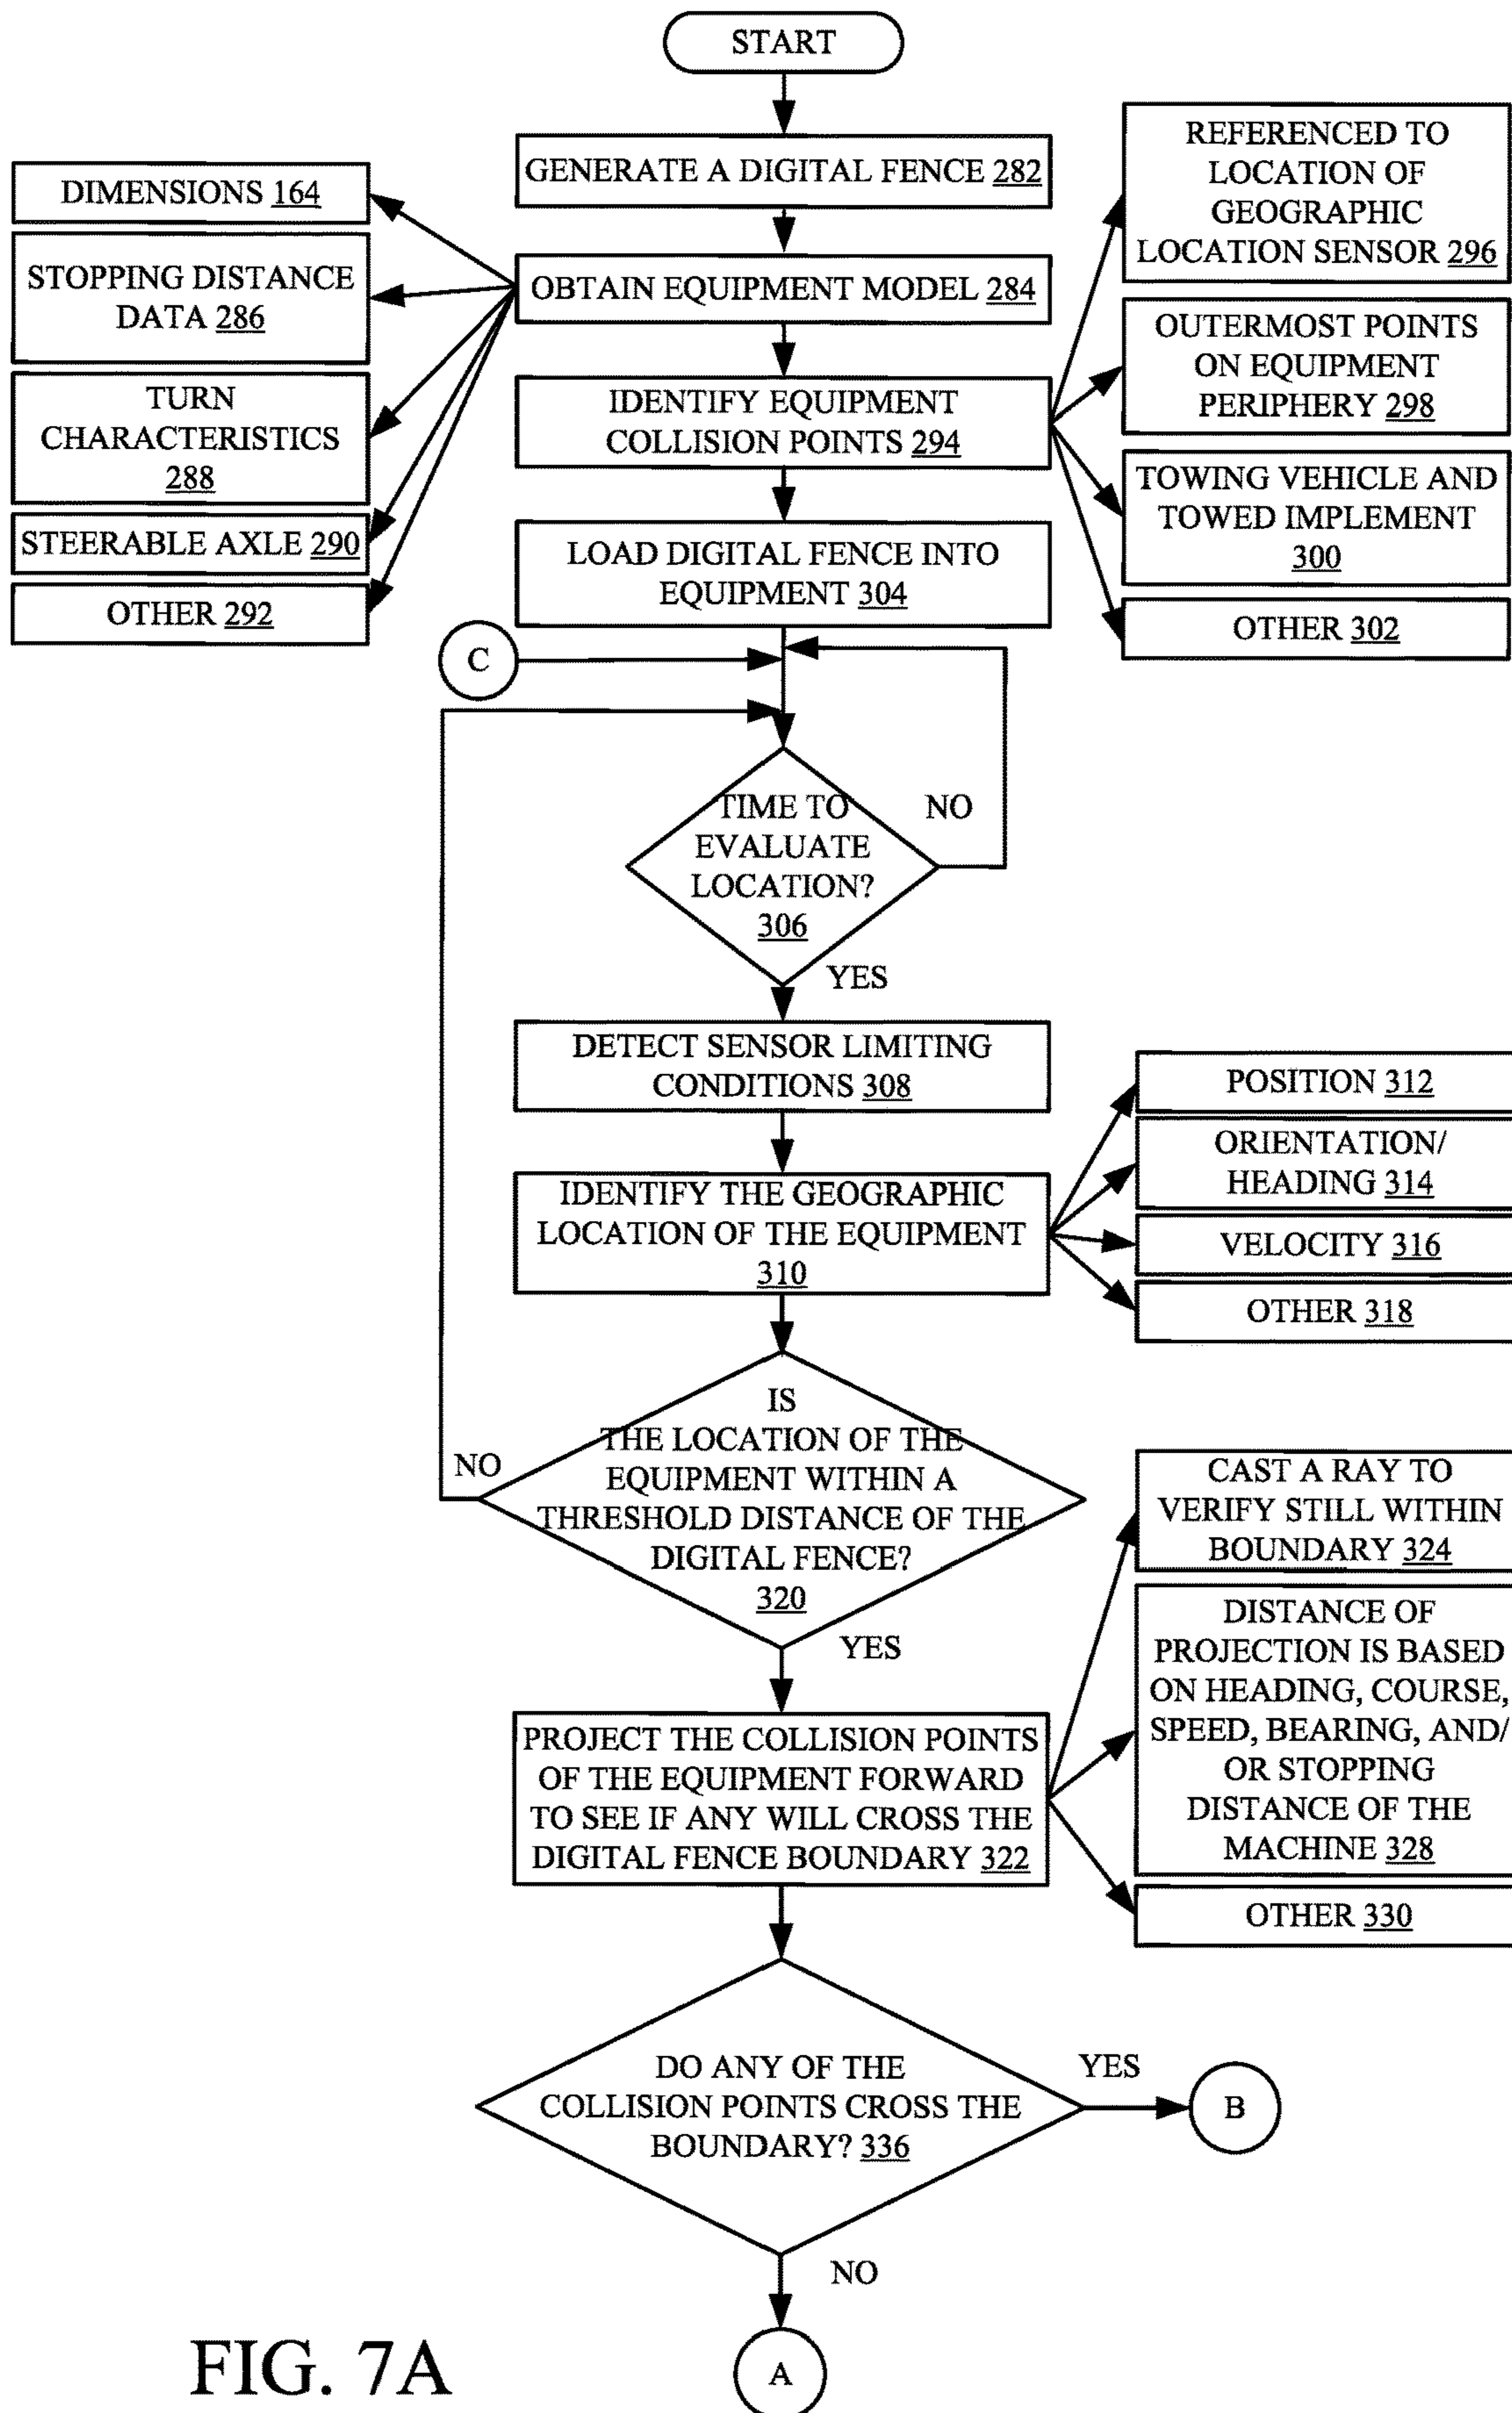 START
GENERATE A DIGITAL FENCE 282
OBTAIN EQUIPMENT MODEL 284
DIMENSIONS 164
STOPPING DISTANCE
DATA 286
TURN
CHARACTERISTICS
288
STEERABLE AXLE 290
OTHER 292
IDENTIFY EQUIPMENT
COLLISION POINTS 294
REFERENCED TO
LOCATION OF
GEOGRAPHIC
LOCATION SENSOR 296
OUTERMOST POINTS
ON EQUIPMENT
PERIPHERY 298
TOWING VEHICLE AND
TOWED IMPLEMENT
300
OTHER 302
LOAD DIGITAL FENCE INTO
EQUIPMENT 304
C
TIME TO
EVALUATE
LOCATION?
306
NO
YES
DETECT SENSOR LIMITING
CONDITIONS 308
IDENTIFY THE GEOGRAPHIC
LOCATION OF THE EQUIPMENT
310
POSITION 312
ORIENTATION/
HEADING 314
VELOCITY 316
OTHER 318
IS
THE LOCATION OF THE
EQUIPMENT WITHIN A
THRESHOLD DISTANCE OF THE
DIGITAL FENCE?
320
NO
YES
PROJECT THE COLLISION POINTS
OF THE EQUIPMENT FORWARD
TO SEE IF ANY WILL CROSS THE
DIGITAL FENCE BOUNDARY 322
CAST A RAY TO
VERIFY STILL WITHIN
BOUNDARY 324
DISTANCE OF
PROJECTION IS BASED
ON HEADING, COURSE,
SPEED, BEARING, AND/
OR STOPPING
DISTANCE OF THE
MACHINE 328
OTHER 330
DO ANY OF THE
COLLISION POINTS CROSS THE
BOUNDARY? 336
YES
B
NO
A
FIG. 7A